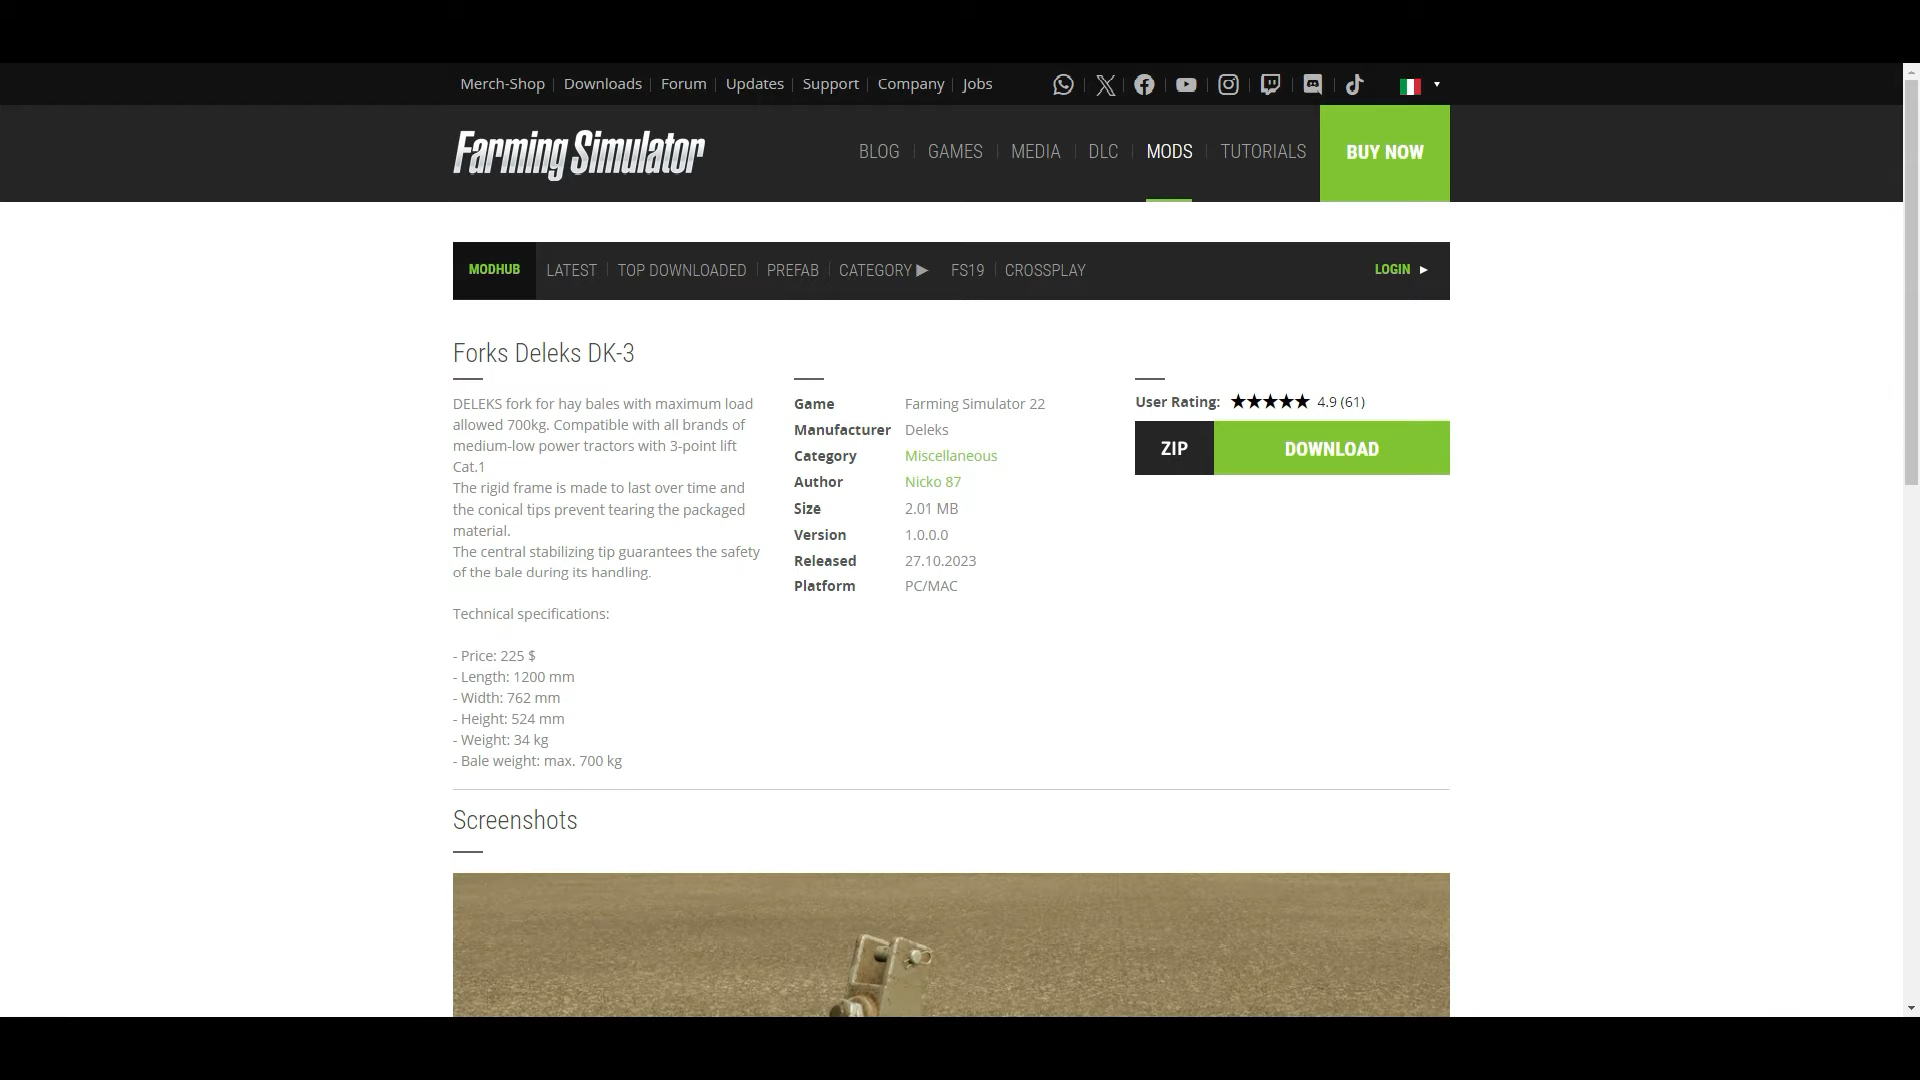 Merch-Shop Downloads Forum Updates Support Company Jobs
Farming Simulator
BLOG GAMES MEDIA DLC MODS TUTORIALS BUY NOW
MODHUB LATEST TOP DOWNLOADED PREFAB CATEGORY FS19 CROSSPLAY LOGIN
Forks Deleks DK-3
DELEKS fork for hay bales with maximum load
allowed 700kg. Compatible with all brands of
medium-low power tractors with 3-point lift
Cat.1
The rigid frame is made to last over time and
the conical tips prevent tearing the packaged
material.
The central stabilizing tip guarantees the safety
of the bale during its handling.
Technical specifications:
- Price: 225 $
- Length: 1200 mm
- Width: 762 mm
- Height: 524 mm
- Weight: 34 kg
- Bale weight: max. 700 kg
Game Farming Simulator 22
Manufacturer Deleks
Category Miscellaneous
Author Nicko 87
Size 2.01 MB
Version 1.0.0.0
Released 27.10.2023
Platform PC/MAC
User Rating: 4.9 (61)
ZIP DOWNLOAD
Screenshots